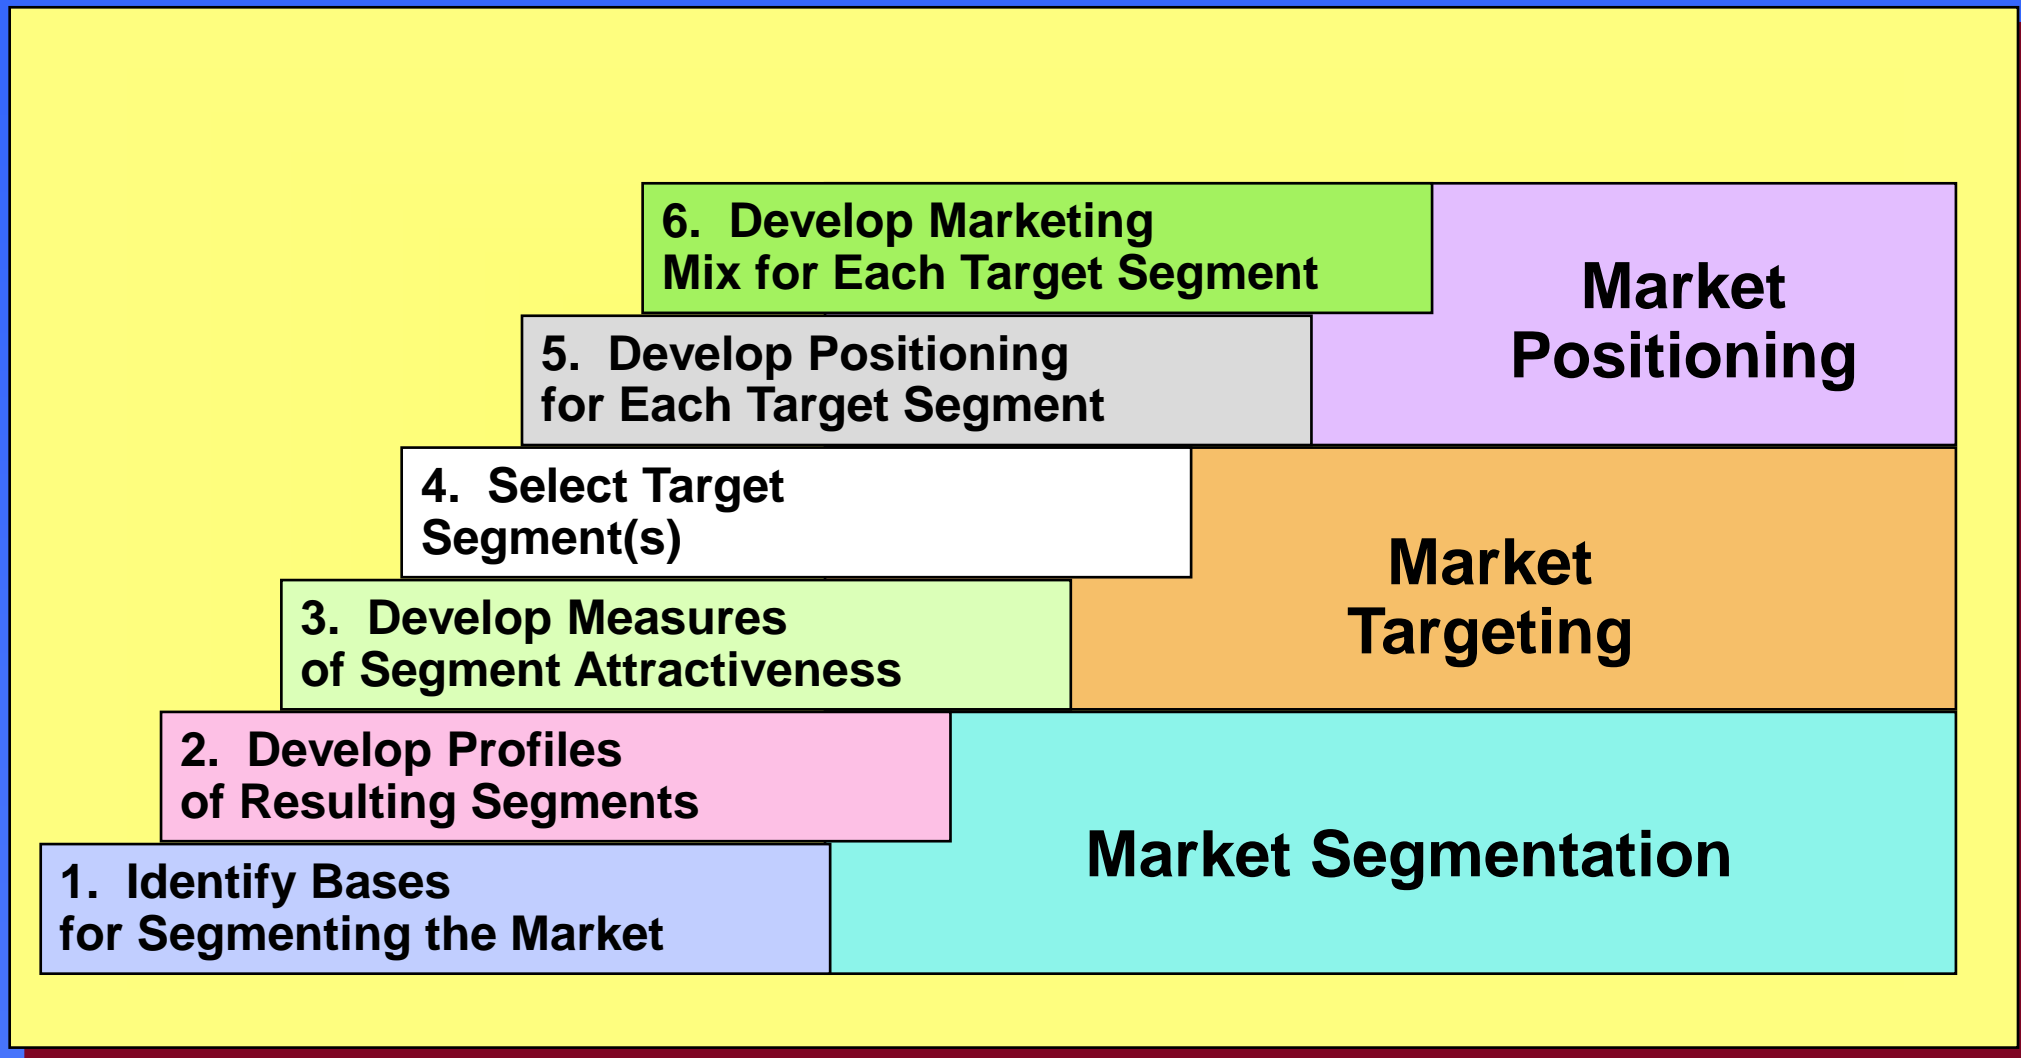 6. Develop Marketing
Mix for Each Target Segment
Market
Positioning
5. Develop Positioning
for Each Target Segment
4. Select Target
Segment(s)
Market
Targeting
3. Develop Measures
of Segment Attractiveness
2. Develop Profiles
of Resulting Segments
Market Segmentation
1. Identify Bases
for Segmenting the Market